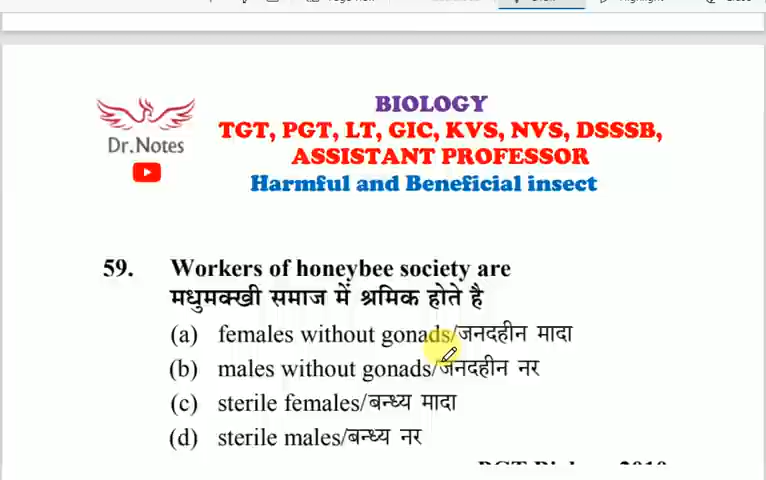 BIOLOGY
TGT, PGT, LT, GIC, KVS, NVS, DSSSB,
ASSISTANT PROFESSOR
Harmful and Beneficial insect
Dr.Notes
59. Workers of honeybee society are
मधुमक्खी समाज में श्रमिक होते है
(a) females without gonads/जनदहीन मादा
(b) males without gonads/जनदहीन नर
(c) sterile females/बन्ध्य मादा
(d) sterile males/बन्ध्य नर